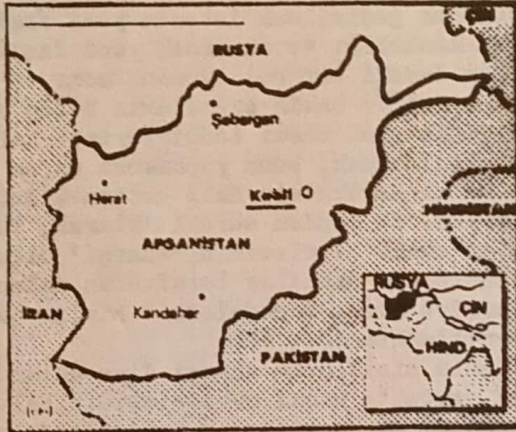 ÇİN
RUSYA
Şebergan
Herat
Kabil
HİNDİSTAN
AFGANİSTAN
Kandahar
İRAN
PAKİSTAN
RUSYA
ÇİN
HİND